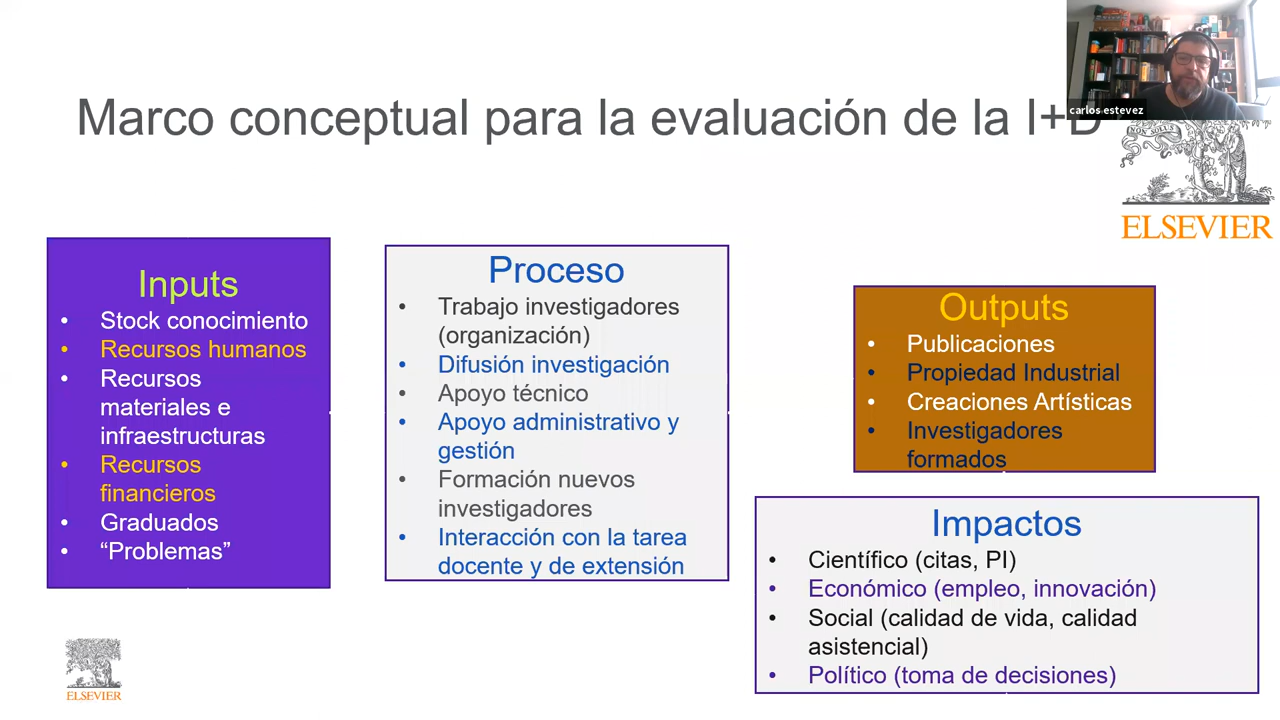 carlos estevez
Marco conceptual para la evaluación de la I+D
NON SOLUS
ELSEVIER
Inputs
• Stock conocimiento
• Recursos humanos
• Recursos
materiales e
infraestructuras
• Recursos
financieros
• Graduados
• “Problemas”
Proceso
• Trabajo investigadores
(organización)
• Difusión investigación
• Apoyo técnico
• Apoyo administrativo y
gestión
• Formación nuevos
investigadores
• Interacción con la tarea
docente y de extensión
Outputs
• Publicaciones
• Propiedad Industrial
• Creaciones Artísticas
• Investigadores
formados
Impactos
• Científico (citas, PI)
• Económico (empleo, innovación)
• Social (calidad de vida, calidad
asistencial)
• Político (toma de decisiones)
ELSEVIER